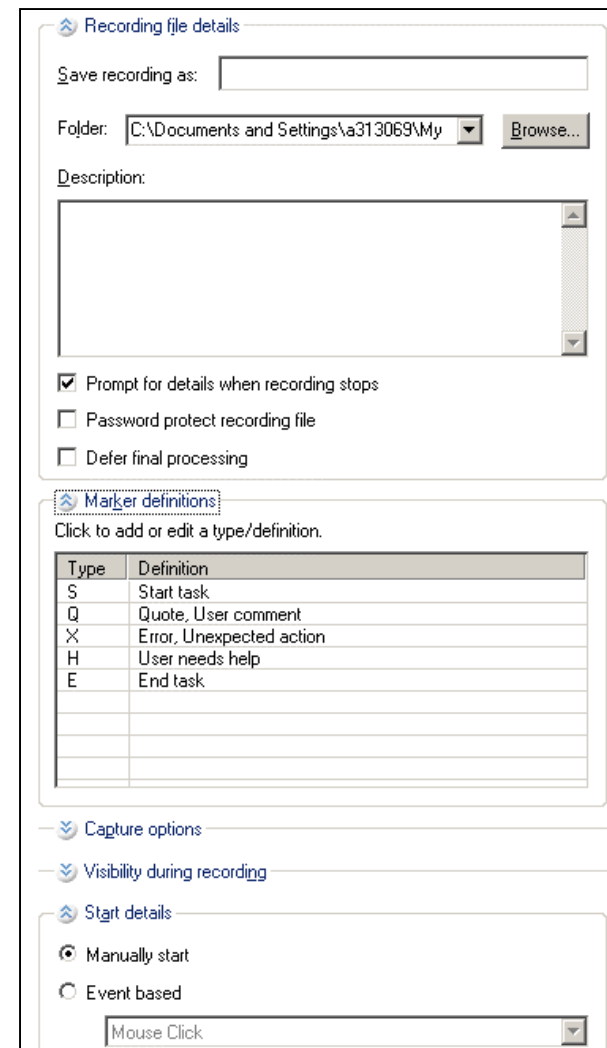 Recording file details
Save recording as:
Folder: C:\Documents and Settings\a313069\My Browse...
Description:
Prompt for details when recording stops
Password protect recording file
Defer final processing
Marker definitions
Click to add or edit a type/definition.
Type Definition
S Start task
Q Quote, User comment
X Error, Unexpected action
H User needs help
E End task
Capture options
Visibility during recording
Start details
Manually start
Event based
Mouse Click